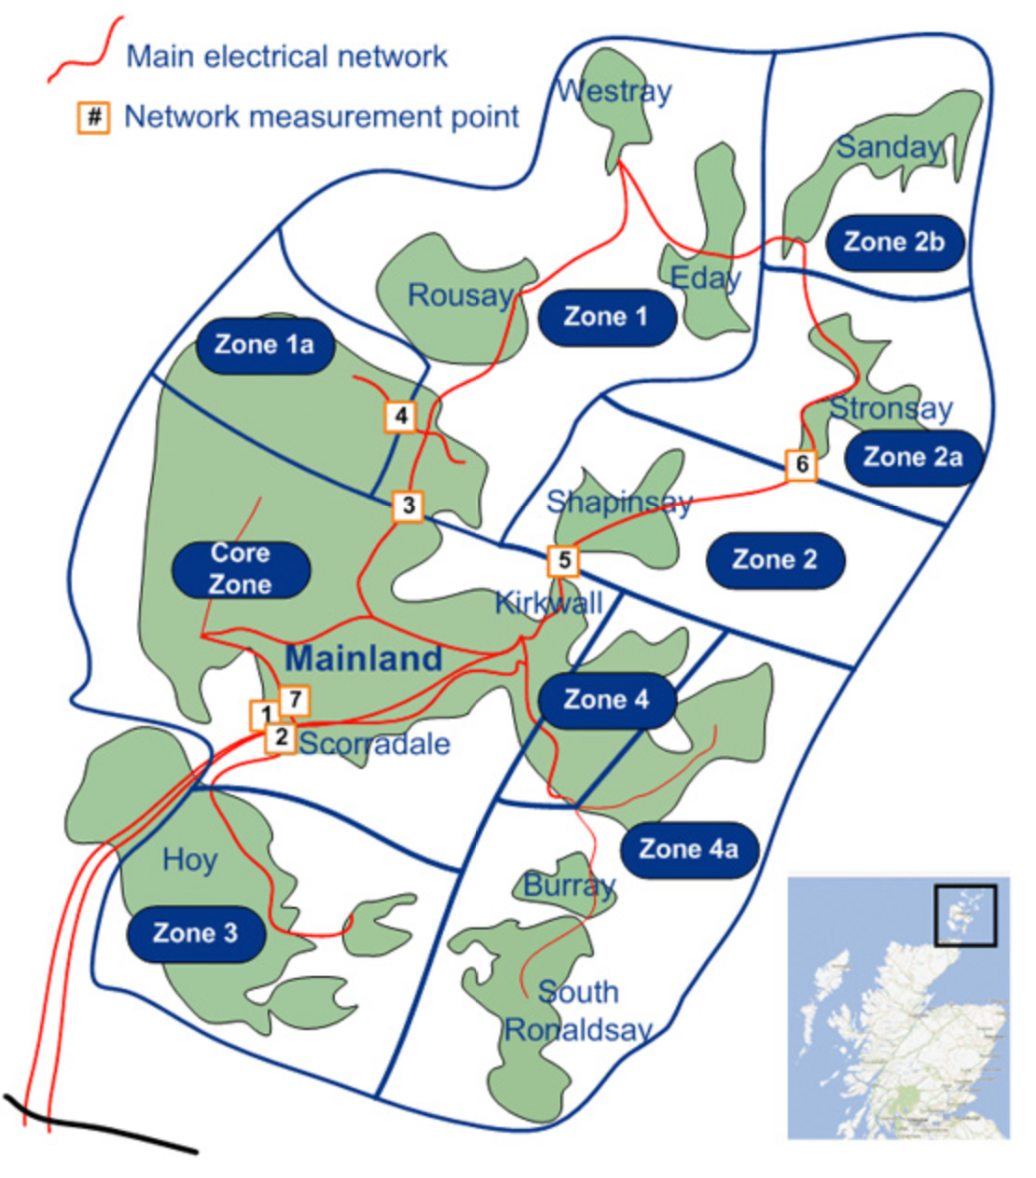 Main electrical network
# Network measurement point
Westray
Sanday
Zone 2b
Eday
Rousay
Zone 1
Zone 1a
4
Stronsay
Zone 2a
6
3
Shapinsay
5
Zone 2
Core
Zone
Kirkwall
Mainland
7
1
2
Scorradale
Zone 4
Hoy
Zone 4a
Burray
Zone 3
South
Ronaldsay